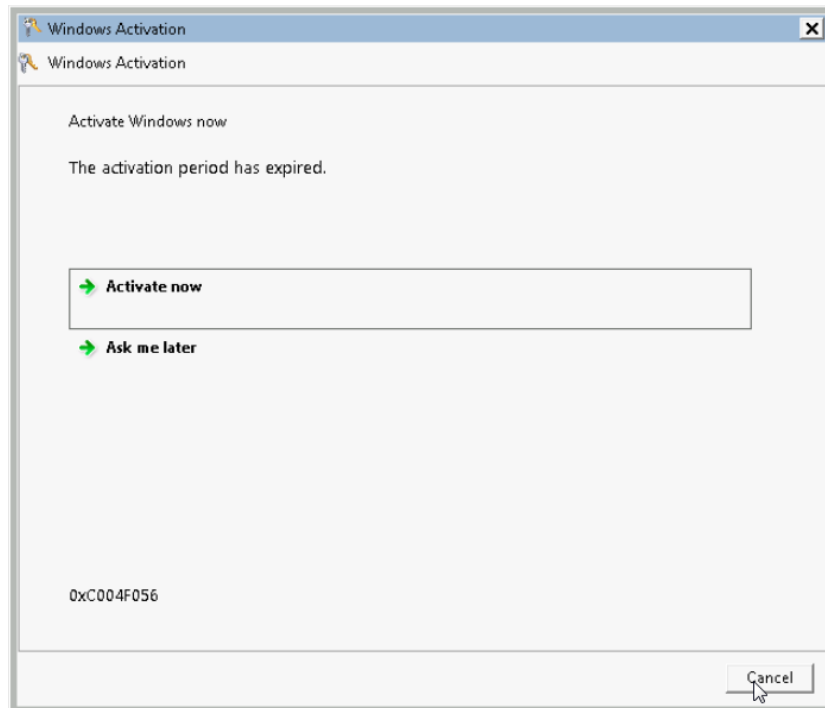 Windows Activation
Windows Activation
Activate Windows now
The activation period has expired.
Activate now
Ask me later
0xC004F056
Cancel